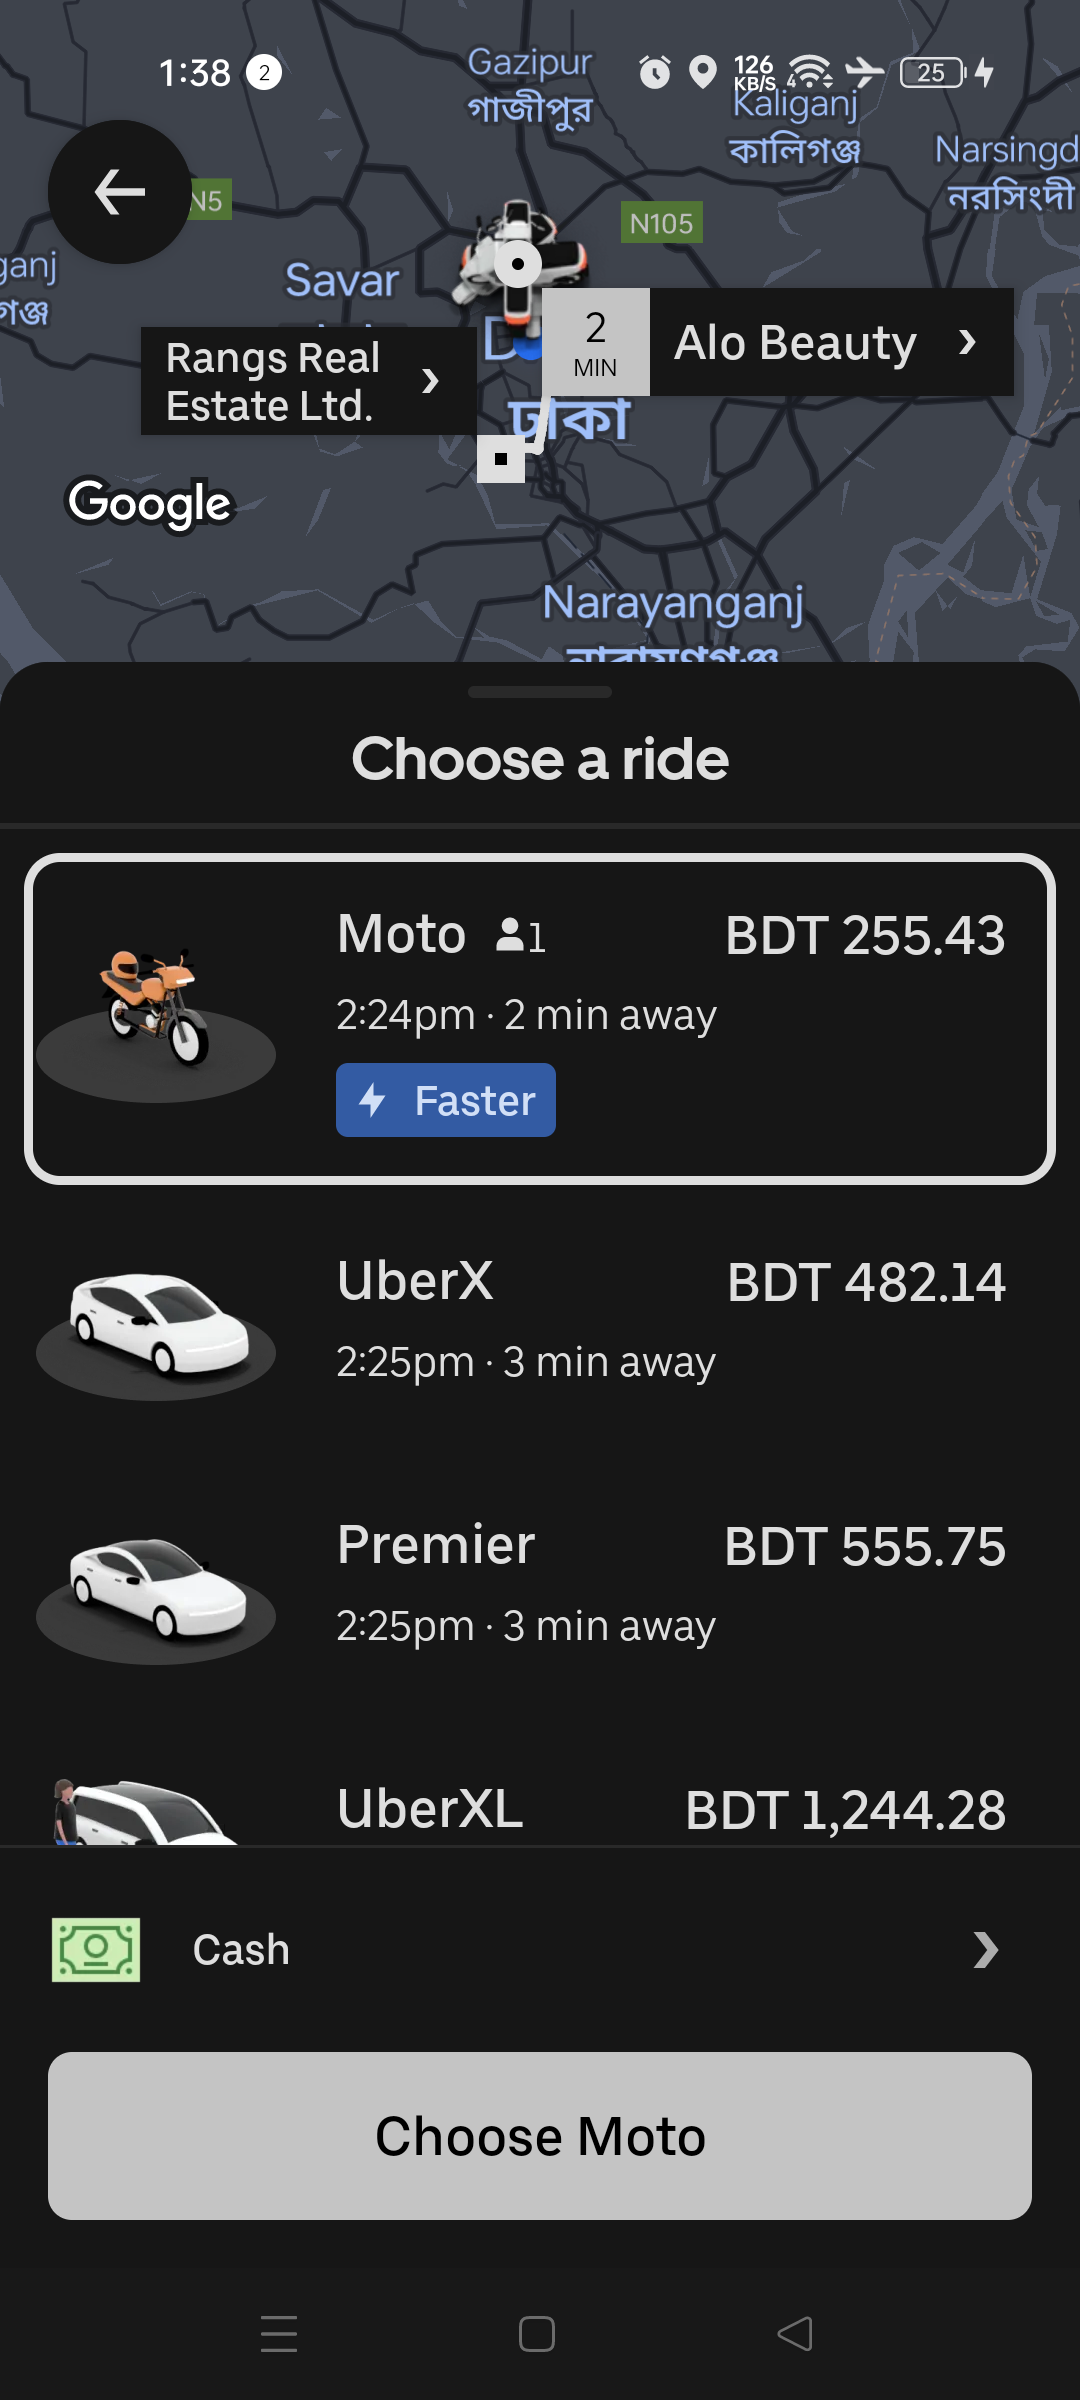 1:38 2 126 KB/S 4 25
Gazipur
গাজীপুর
Kaliganj
কালিগঞ্জ
Narsingd
নরসিংদী
N5
N105
ganj
গঞ্জ
Savar
2 MIN
Alo Beauty
Rangs Real
Estate Ltd.
D
ঢাকা
Google
Narayanganj
নারায়ণগঞ্জ
Choose a ride
Moto 1 BDT 255.43
2:24pm · 2 min away
Faster
UberX BDT 482.14
2:25pm · 3 min away
Premier BDT 555.75
2:25pm · 3 min away
UberXL BDT 1,244.28
Cash
Choose Moto